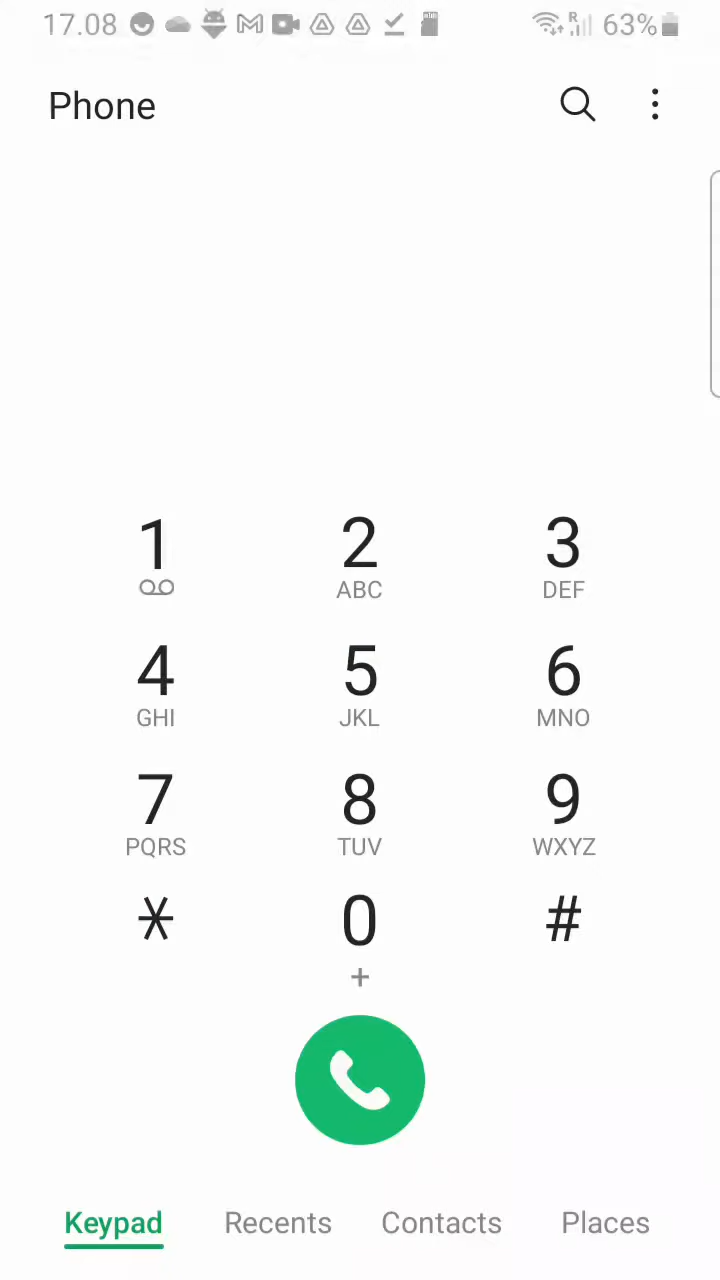 17.08 R 63%
Phone
1 2 3
ABC DEF
4 5 6
GHI JKL MNO
7 8 9
PQRS TUV WXYZ
* 0 #
+
Keypad Recents Contacts Places